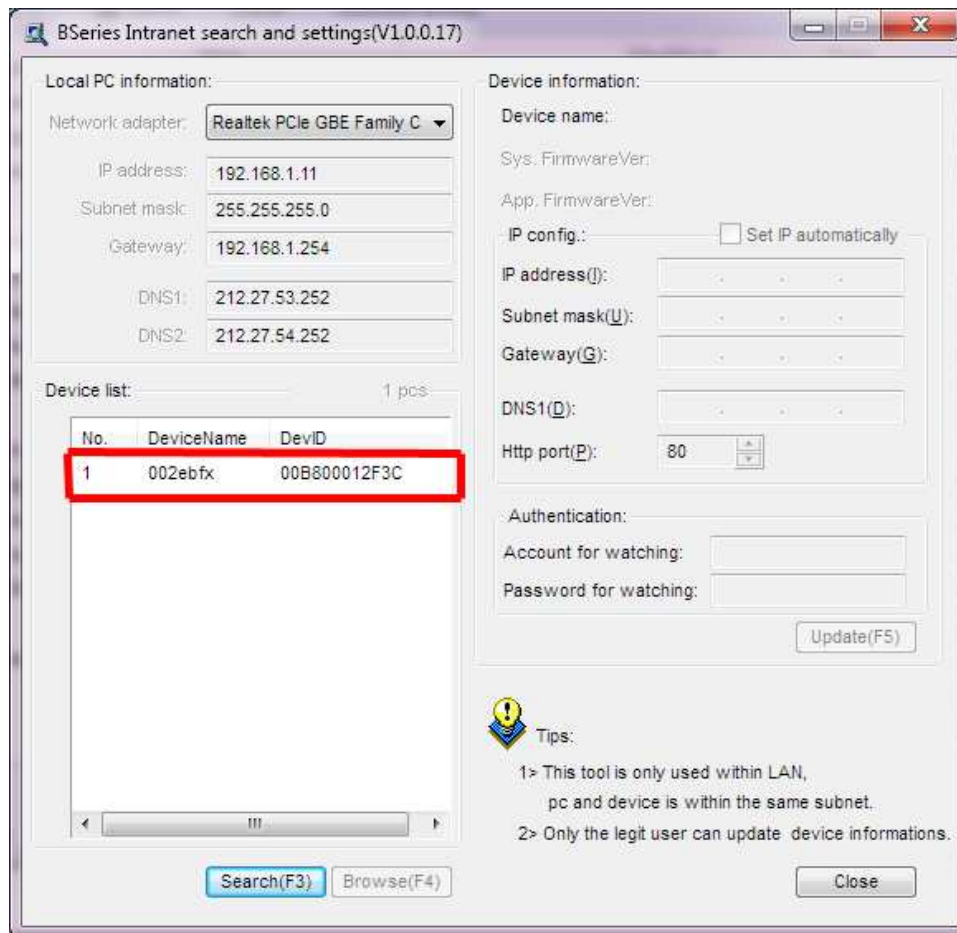 BSeries Intranet search and settings(V1.0.0.17)
Local PC information:
Network adapter: Realtek PCIe GBE Family C
IP address: 192.168.1.11
Subnet mask: 255.255.255.0
Gateway: 192.168.1.254
DNS1: 212.27.53.252
DNS2: 212.27.54.252
Device list: 1 pcs
No. DeviceName DevID
1 002ebfx 00B800012F3C
Search(F3) Browse(F4)
Device information:
Device name:
Sys. FirmwareVer:
App. FirmwareVer:
IP config.: Set IP automatically
IP address(I):
Subnet mask(U):
Gateway(G):
DNS1(D):
Http port(P): 80
Authentication:
Account for watching:
Password for watching:
Update(F5)
Tips:
1> This tool is only used within LAN,
pc and device is within the same subnet.
2> Only the legit user can update device informations.
Close